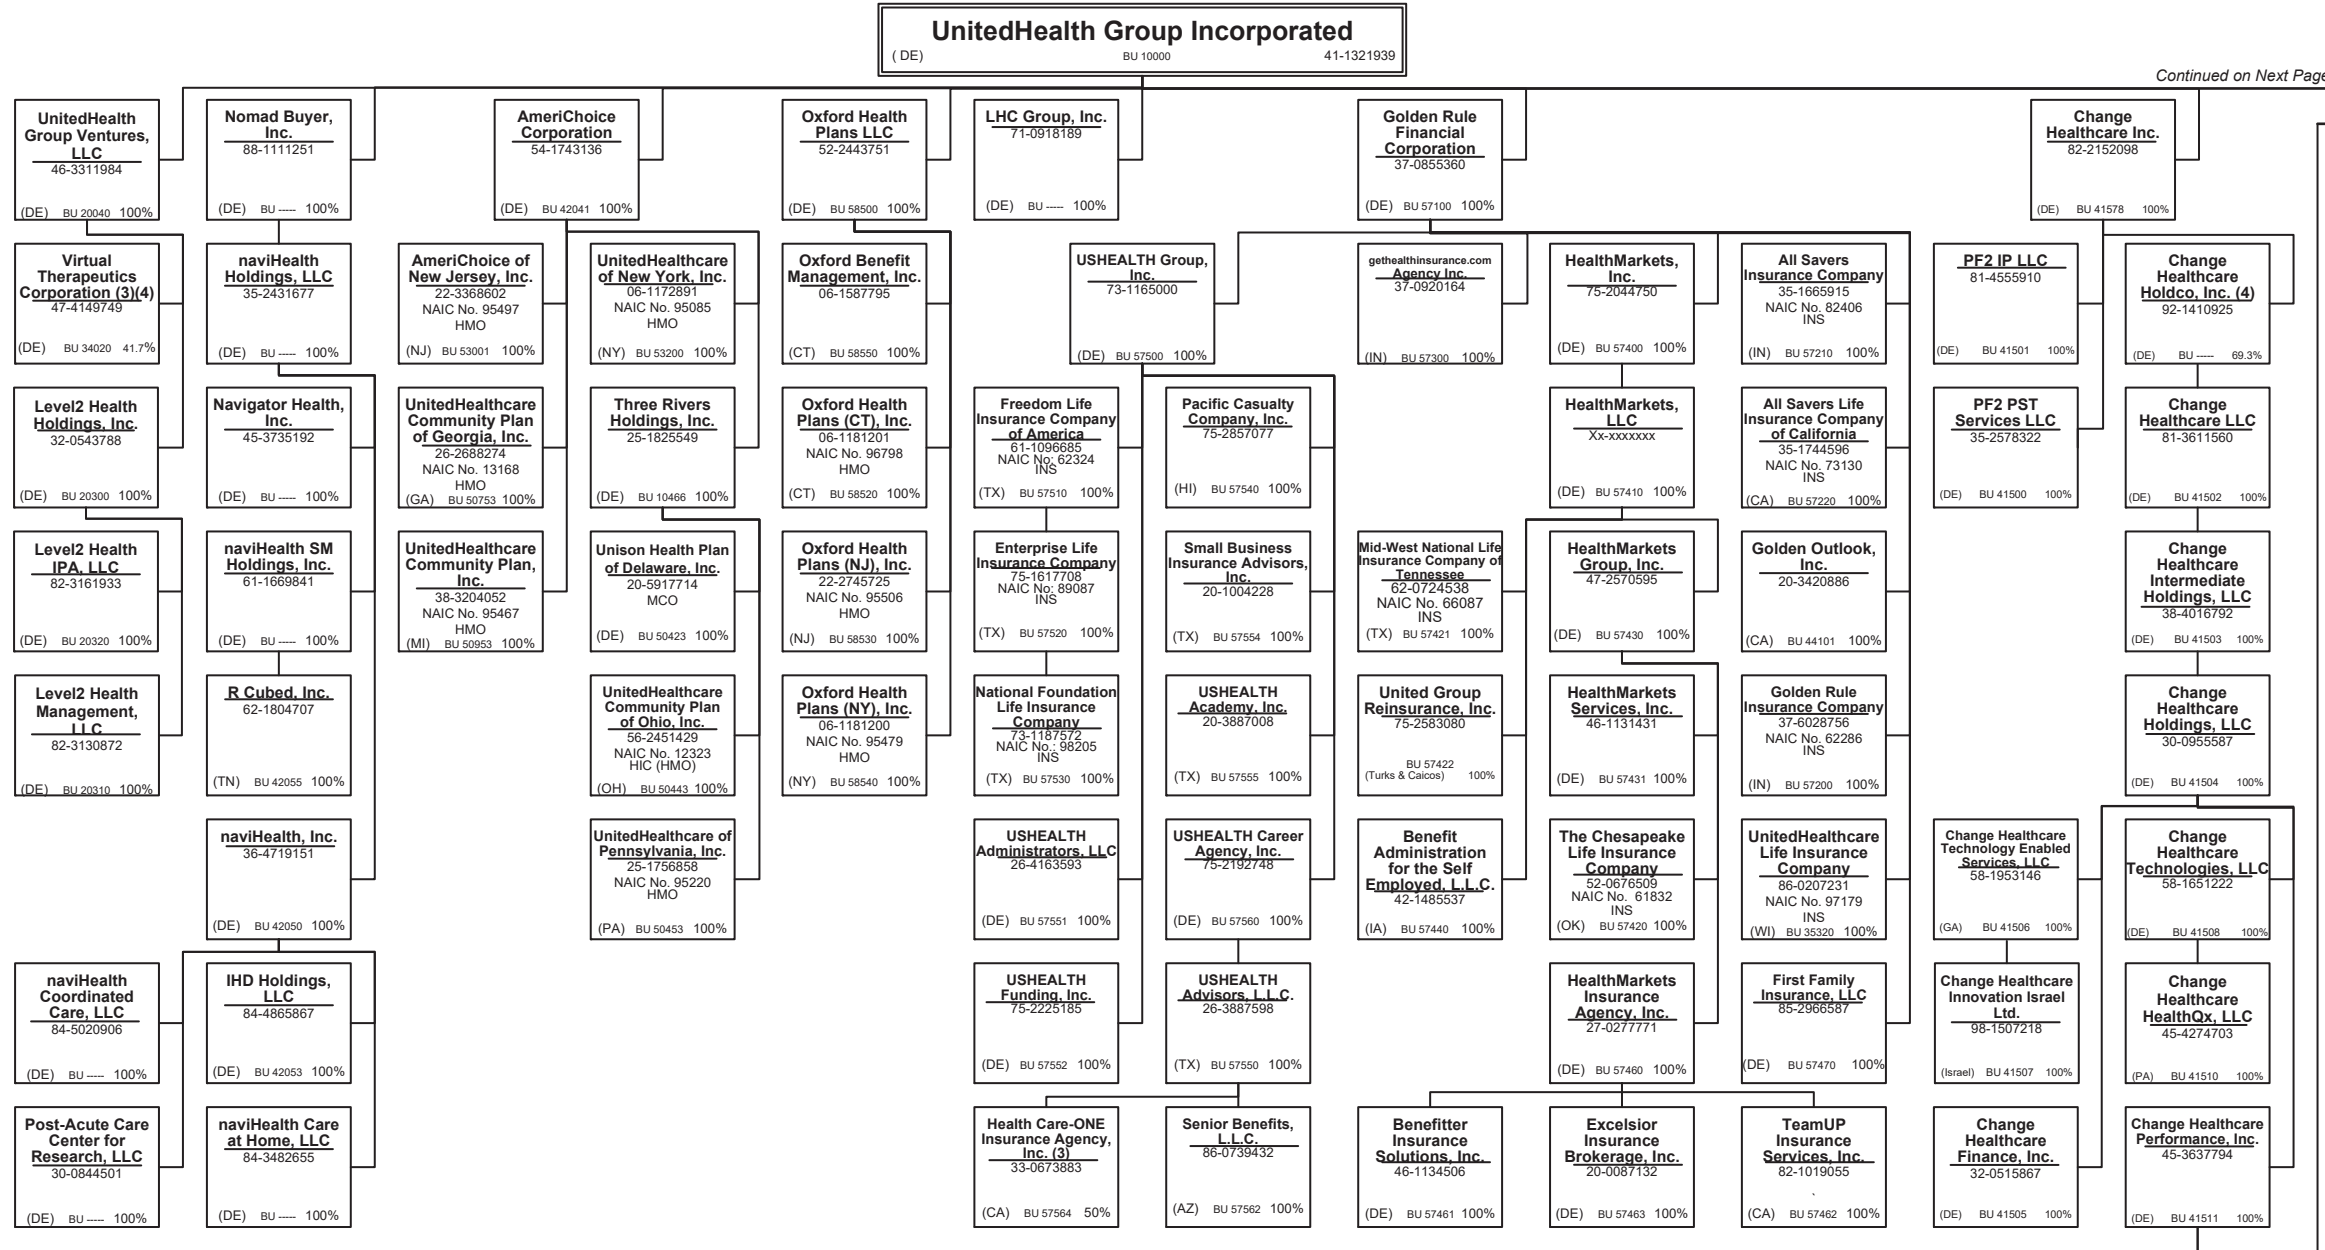 UnitedHealth Group Incorporated
( DE) BU 10000 41-1321939
Continued on Next Page
UnitedHealth
Group Ventures,
LLC
46-3311984
(DE) BU 20040 100%
Nomad Buyer,
Inc.
88-1111251
(DE) BU ----- 100%
AmeriChoice
Corporation
54-1743136
(DE) BU 42041 100%
Oxford Health
Plans LLC
52-2443751
(DE) BU 58500 100%
LHC Group, Inc.
71-0918189
(DE) BU ----- 100%
Golden Rule
Financial
Corporation
37-0855360
(DE) BU 57100 100%
Change
Healthcare Inc.
82-2152098
(DE) BU 41578 100%
Virtual
Therapeutics
Corporation (3)(4)
47-4149749
(DE) BU 34020 41.7%
naviHealth
Holdings, LLC
35-2431677
(DE) BU ----- 100%
AmeriChoice of
New Jersey, Inc.
22-3368602
NAIC No. 95497
HMO
(NJ) BU 53001 100%
UnitedHealthcare
of New York, Inc.
06-1172891
NAIC No. 95085
HMO
(NY) BU 53200 100%
Oxford Benefit
Management, Inc.
06-1587795
(CT) BU 58550 100%
USHEALTH Group,
Inc.
73-1165000
(DE) BU 57500 100%
gethealthinsurance.com
Agency Inc.
37-0920164
(IN) BU 57300 100%
HealthMarkets,
Inc.
75-2044750
(DE) BU 57400 100%
All Savers
Insurance Company
35-1665915
NAIC No. 82406
INS
(IN) BU 57210 100%
PF2 IP LLC
81-4555910
(DE) BU 41501 100%
Change
Healthcare
Holdco, Inc. (4)
92-1410925
(DE) BU ----- 69.3%
Level2 Health
Holdings, Inc.
32-0543788
(DE) BU 20300 100%
Navigator Health,
Inc.
45-3735192
(DE) BU ----- 100%
UnitedHealthcare
Community Plan
of Georgia, Inc.
26-2688274
NAIC No. 13168
HMO
(GA) BU 50753 100%
Three Rivers
Holdings, Inc.
25-1825549
(DE) BU 10466 100%
Oxford Health
Plans (CT), Inc.
06-1181201
NAIC No. 96798
HMO
(CT) BU 58520 100%
Freedom Life
Insurance Company
of America
61-1096685
NAIC No: 62324
INS
(TX) BU 57510 100%
Pacific Casualty
Company, Inc.
75-2857077
(HI) BU 57540 100%
HealthMarkets,
LLC
Xx-xxxxxxx
(DE) BU 57410 100%
All Savers Life
Insurance Company
of California
35-1744596
NAIC No. 73130
INS
(CA) BU 57220 100%
PF2 PST
Services LLC
35-2578322
(DE) BU 41500 100%
Change
Healthcare LLC
81-3611560
(DE) BU 41502 100%
Level2 Health
IPA, LLC
82-3161933
(DE) BU 20320 100%
naviHealth SM
Holdings, Inc.
61-1669841
(DE) BU ----- 100%
UnitedHealthcare
Community Plan,
Inc.
38-3204052
NAIC No. 95467
HMO
(MI) BU 50953 100%
Unison Health Plan
of Delaware, Inc.
20-5917714
MCO
(DE) BU 50423 100%
Oxford Health
Plans (NJ), Inc.
22-2745725
NAIC No. 95506
HMO
(NJ) BU 58530 100%
Enterprise Life
Insurance Company
75-1617708
NAIC No: 89087
INS
(TX) BU 57520 100%
Small Business
Insurance Advisors,
Inc.
20-1004228
(TX) BU 57554 100%
Mid-West National Life
Insurance Company of
Tennessee
62-0724538
NAIC No. 66087
INS
(TX) BU 57421 100%
HealthMarkets
Group, Inc.
47-2570595
(DE) BU 57430 100%
Golden Outlook,
Inc.
20-3420886
(CA) BU 44101 100%
Change
Healthcare
Intermediate
Holdings, LLC
38-4016792
(DE) BU 41503 100%
Level2 Health
Management,
LLC
82-3130872
(DE) BU 20310 100%
R Cubed, Inc.
62-1804707
(TN) BU 42055 100%
UnitedHealthcare
Community Plan
of Ohio, Inc.
56-2451429
NAIC No. 12323
HIC (HMO)
(OH) BU 50443 100%
Oxford Health
Plans (NY), Inc.
06-1181200
NAIC No. 95479
HMO
(NY) BU 58540 100%
National Foundation
Life Insurance
Company
73-1187572
NAIC No.: 98205
INS
(TX) BU 57530 100%
USHEALTH
Academy, Inc.
20-3887008
(TX) BU 57555 100%
United Group
Reinsurance, Inc.
75-2583080
BU 57422
(Turks & Caicos) 100%
HealthMarkets
Services, Inc.
46-1131431
(DE) BU 57431 100%
Golden Rule
Insurance Company
37-6028756
NAIC No. 62286
INS
(IN) BU 57200 100%
Change
Healthcare
Holdings, LLC
30-0955587
(DE) BU 41504 100%
naviHealth, Inc.
36-4719151
(DE) BU 42050 100%
UnitedHealthcare of
Pennsylvania, Inc.
25-1756858
NAIC No. 95220
HMO
(PA) BU 50453 100%
USHEALTH
Administrators, LLC
26-4163593
(DE) BU 57551 100%
USHEALTH Career
Agency, Inc.
75-2192748
(DE) BU 57560 100%
Benefit
Administration
for the Self
Employed, L.L.C.
42-1485537
(IA) BU 57440 100%
The Chesapeake
Life Insurance
Company
52-0676509
NAIC No. 61832
INS
(OK) BU 57420 100%
UnitedHealthcare
Life Insurance
Company
86-0207231
NAIC No. 97179
INS
(WI) BU 35320 100%
Change Healthcare
Technology Enabled
Services, LLC
58-1953146
(GA) BU 41506 100%
Change
Healthcare
Technologies, LLC
58-1651222
(DE) BU 41508 100%
naviHealth
Coordinated
Care, LLC
84-5020906
(DE) BU ----- 100%
IHD Holdings,
LLC
84-4865867
(DE) BU 42053 100%
USHEALTH
Funding, Inc.
75-2225185
(DE) BU 57552 100%
USHEALTH
Advisors, L.L.C.
26-3887598
(TX) BU 57550 100%
HealthMarkets
Insurance
Agency, Inc.
27-0277771
(DE) BU 57460 100%
First Family
Insurance, LLC
85-2966587
(DE) BU 57470 100%
Change Healthcare
Innovation Israel
Ltd.
98-1507218
(Israel) BU 41507 100%
Change
Healthcare
HealthQx, LLC
45-4274703
(PA) BU 41510 100%
Post-Acute Care
Center for
Research, LLC
30-0844501
(DE) BU ----- 100%
naviHealth Care
at Home, LLC
84-3482655
(DE) BU ----- 100%
Health Care-ONE
Insurance Agency,
Inc. (3)
33-0673883
(CA) BU 57564 50%
Senior Benefits,
L.L.C.
86-0739432
(AZ) BU 57562 100%
Benefitter
Insurance
Solutions, Inc.
46-1134506
(DE) BU 57461 100%
Excelsior
Insurance
Brokerage, Inc.
20-0087132
(DE) BU 57463 100%
TeamUP
Insurance
Services, Inc.
82-1019055
(CA) BU 57462 100%
Change
Healthcare
Finance, Inc.
32-0515867
(DE) BU 41505 100%
Change Healthcare
Performance, Inc.
45-3637794
(DE) BU 41511 100%